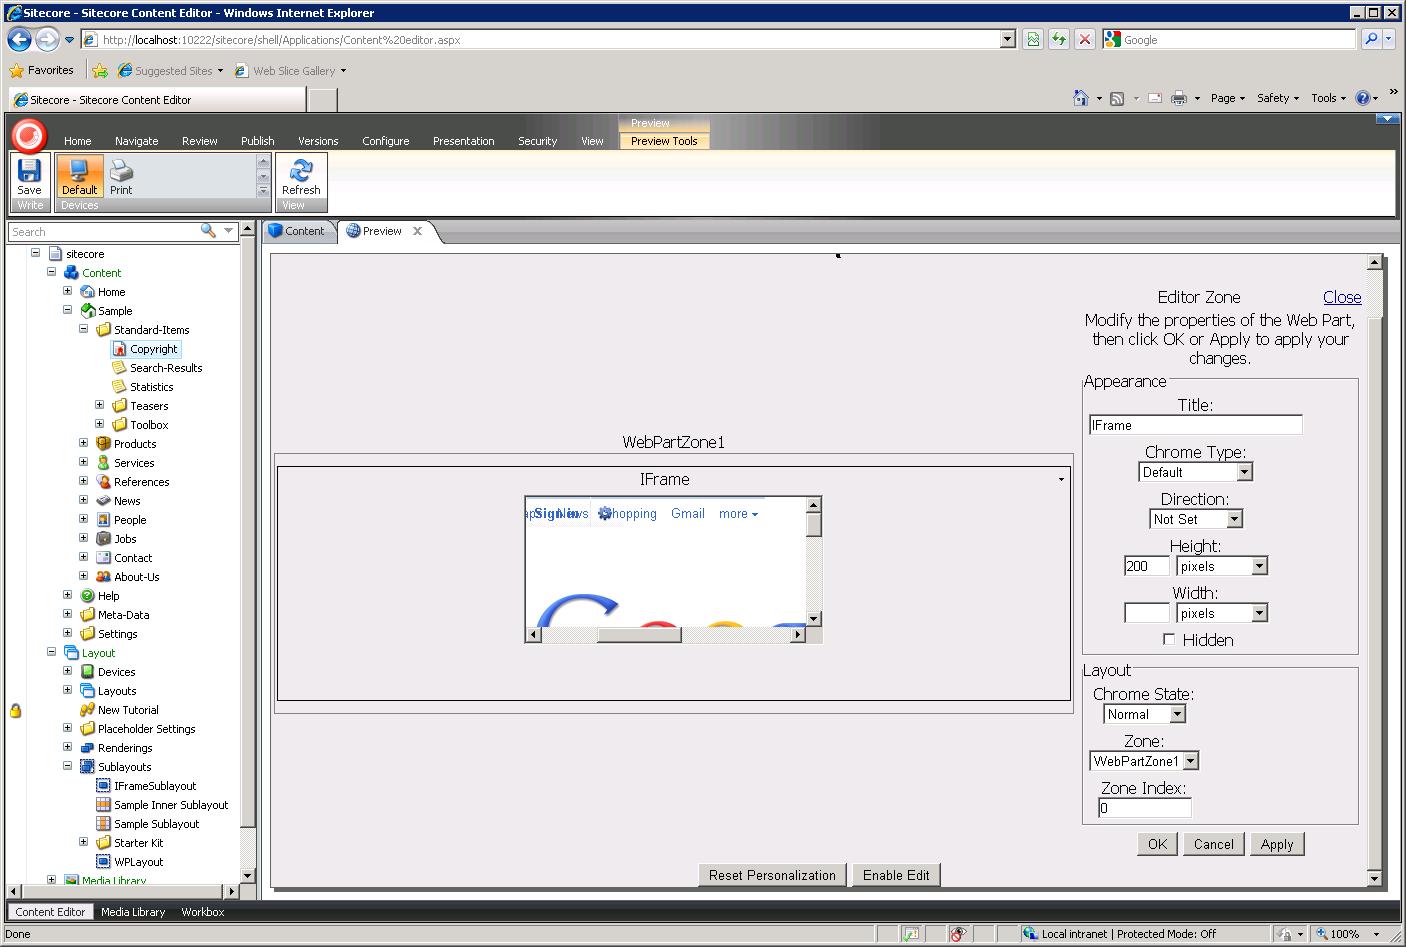 Sitecore - Sitecore Content Editor - Windows Internet Explorer
http://localhost:10222/sitecore/shell/Applications/Content%20editor.aspx
Google
Favorites
Suggested Sites
Web Slice Gallery
Sitecore - Sitecore Content Editor
Page
Safety
Tools
»
Preview
Home
Navigate
Review
Publish
Versions
Configure
Presentation
Security
View
Preview Tools
Save
Default
Print
Refresh
Write
Devices
View
Search
Content
Preview
sitecore
Content
Home
Sample
Standard-Items
Copyright
Search-Results
Statistics
Teasers
Toolbox
Products
Services
References
News
People
Jobs
Contact
About-Us
Help
Meta-Data
Settings
Layout
Devices
Layouts
New Tutorial
Placeholder Settings
Renderings
Sublayouts
IFrameSublayout
Sample Inner Sublayout
Sample Sublayout
Starter Kit
WPLayout
Media Library
WebPartZone1
IFrame
Sign in
News
Shopping
Gmail
more
Reset Personalization
Enable Edit
Editor Zone
Close
Modify the properties of the Web Part,
then click OK or Apply to apply your
changes.
Appearance
Title:
IFrame
Chrome Type:
Default
Direction:
Not Set
Height:
200
pixels
Width:
pixels
Hidden
Layout
Chrome State:
Normal
Zone:
WebPartZone1
Zone Index:
0
OK
Cancel
Apply
Content Editor
Media Library
Workbox
Done
Local intranet | Protected Mode: Off
100%